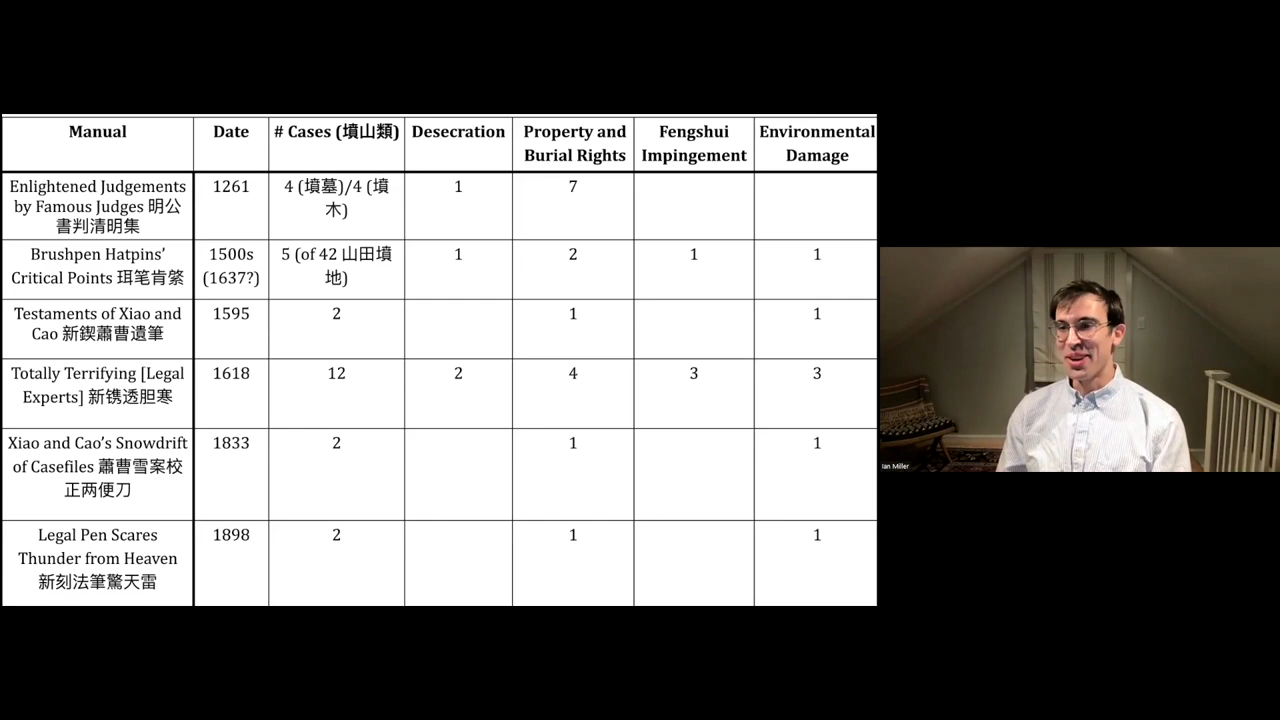 Manual
Date
# Cases (墳山類)
Desecration
Property and
Burial Rights
Fengshui
Impingement
Environmental
Damage
Enlightened Judgements
by Famous Judges 明公
書判清明集
1261
4 (墳墓)/4 (墳
木)
1
7
Brushpen Hatpins’
Critical Points 珥笔肯綮
1500s
(1637?)
5 (of 42 山田墳
地)
1
2
1
1
Testaments of Xiao and
Cao 新鍥蕭曹遺筆
1595
2
1
1
Totally Terrifying [Legal
Experts] 新镌透胆寒
1618
12
2
4
3
3
Xiao and Cao’s Snowdrift
of Casefiles 蕭曹雪案校
正两便刀
1833
2
1
1
Legal Pen Scares
Thunder from Heaven
新刻法筆驚天雷
1898
2
1
1
Ian Miller